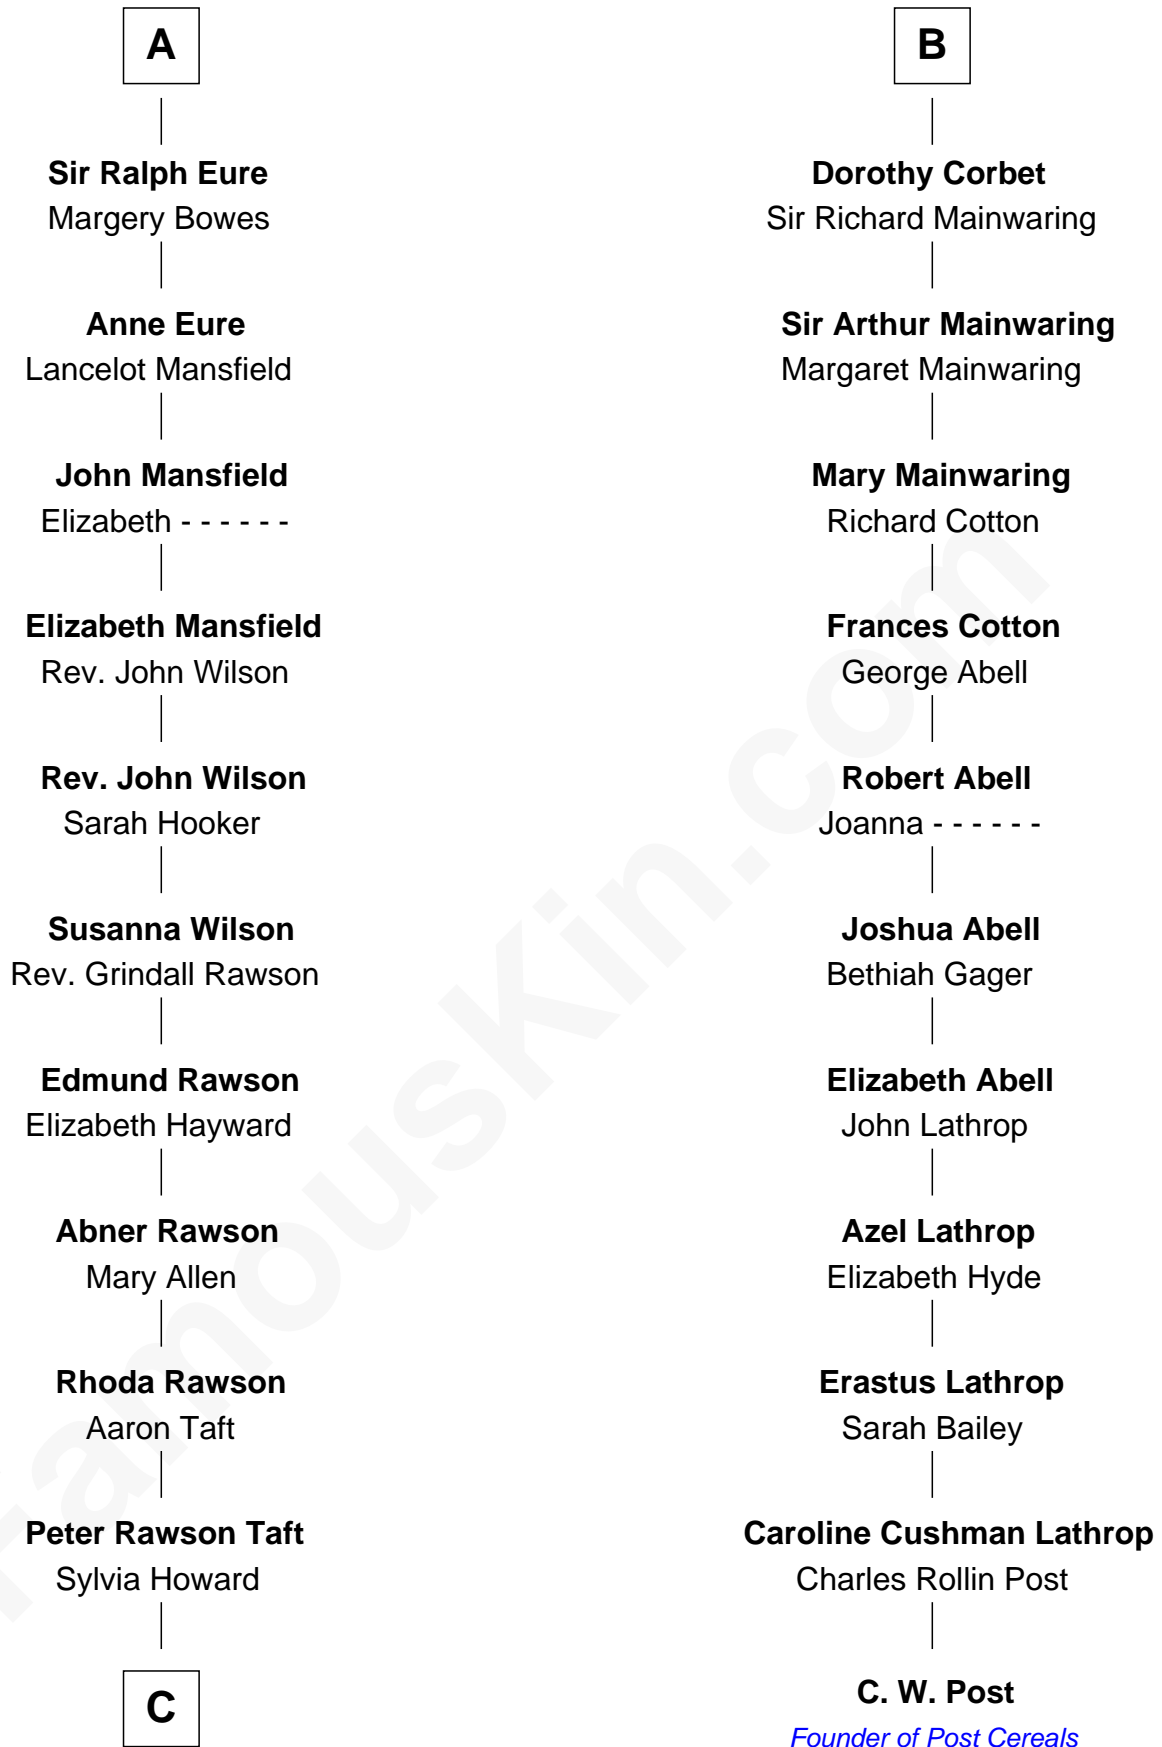 A
Sir Ralph Eure
Margery Bowes
Anne Eure
Lancelot Mansfield
John Mansfield
Elizabeth - - - - - -
Elizabeth Mansfield
Rev. John Wilson
Rev. John Wilson
Sarah Hooker
Susanna Wilson
Rev. Grindall Rawson
Edmund Rawson
Elizabeth Hayward
Abner Rawson
Mary Allen
Rhoda Rawson
Aaron Taft
Peter Rawson Taft
Sylvia Howard
C
B
Dorothy Corbet
Sir Richard Mainwaring
Sir Arthur Mainwaring
Margaret Mainwaring
Mary Mainwaring
Richard Cotton
Frances Cotton
George Abell
Robert Abell
Joanna - - - - - -
Joshua Abell
Bethiah Gager
Elizabeth Abell
John Lathrop
Azel Lathrop
Elizabeth Hyde
Erastus Lathrop
Sarah Bailey
Caroline Cushman Lathrop
Charles Rollin Post
C. W. Post
Founder of Post Cereals
FamousKin.com